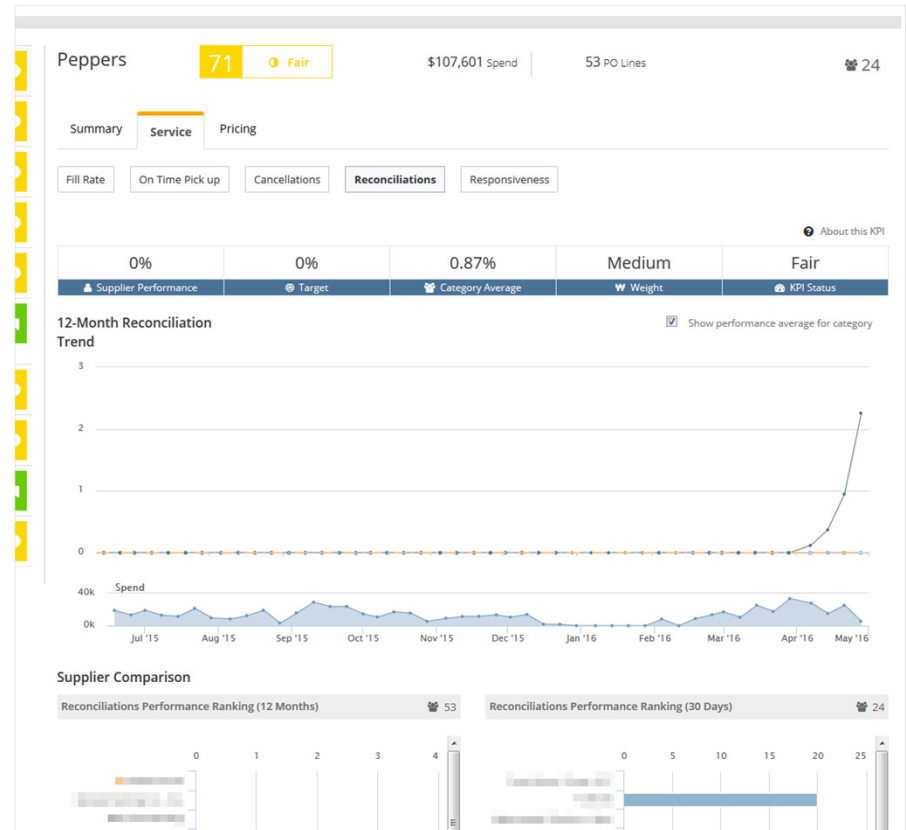 Peppers 71 Fair $107,601 Spend 53 PO Lines 24
Summary Service Pricing
Fill Rate On Time Pick up Cancellations Reconciliations Responsiveness
About this KPI
0% 0% 0.87% Medium Fair
Supplier Performance Target Category Average Weight KPI Status
12-Month Reconciliation
Trend
Show performance average for category
3
2
1
0
Spend
40k
0k
Jul '15 Aug '15 Sep '15 Oct '15 Nov '15 Dec '15 Jan '16 Feb '16 Mar '16 Apr '16 May '16
Supplier Comparison
Reconciliations Performance Ranking (12 Months) 53 Reconciliations Performance Ranking (30 Days) 24
0 1 2 3 4 0 5 10 15 20 25